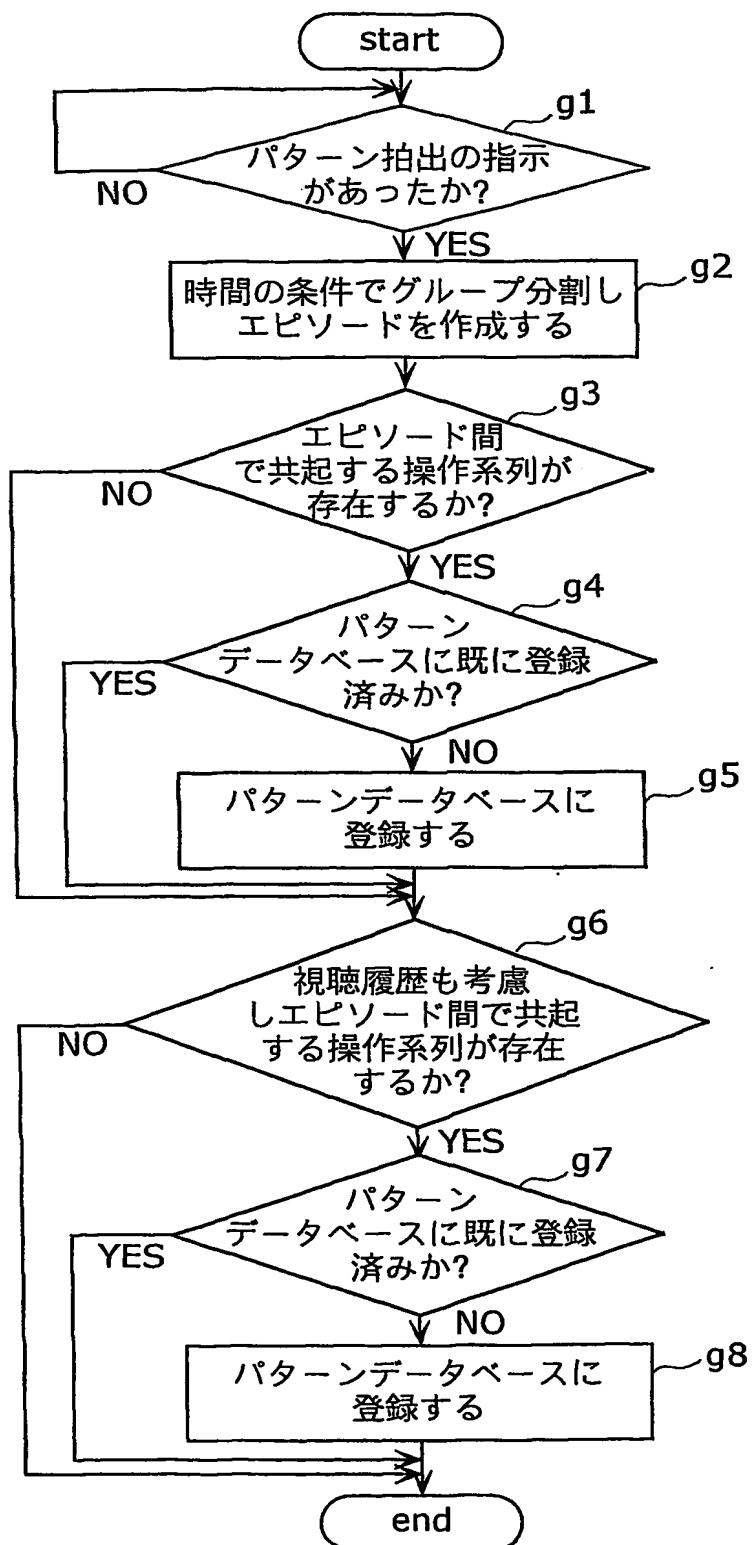 start
g1
パターン拍出の指示
があったか?
NO
YES
g2
時間の条件でグループ分割し
エピソードを作成する
g3
エピソード間
で共起する操作系列が
存在するか?
NO
YES
g4
パターン
データベースに既に登録
済みか?
YES
NO
g5
パターンデータベースに
登録する
g6
視聴履歴も考慮
しエピソード間で共起
する操作系列が存在
するか?
NO
YES
g7
パターン
データベースに既に登録
済みか?
YES
NO
g8
パターンデータベースに
登録する
end